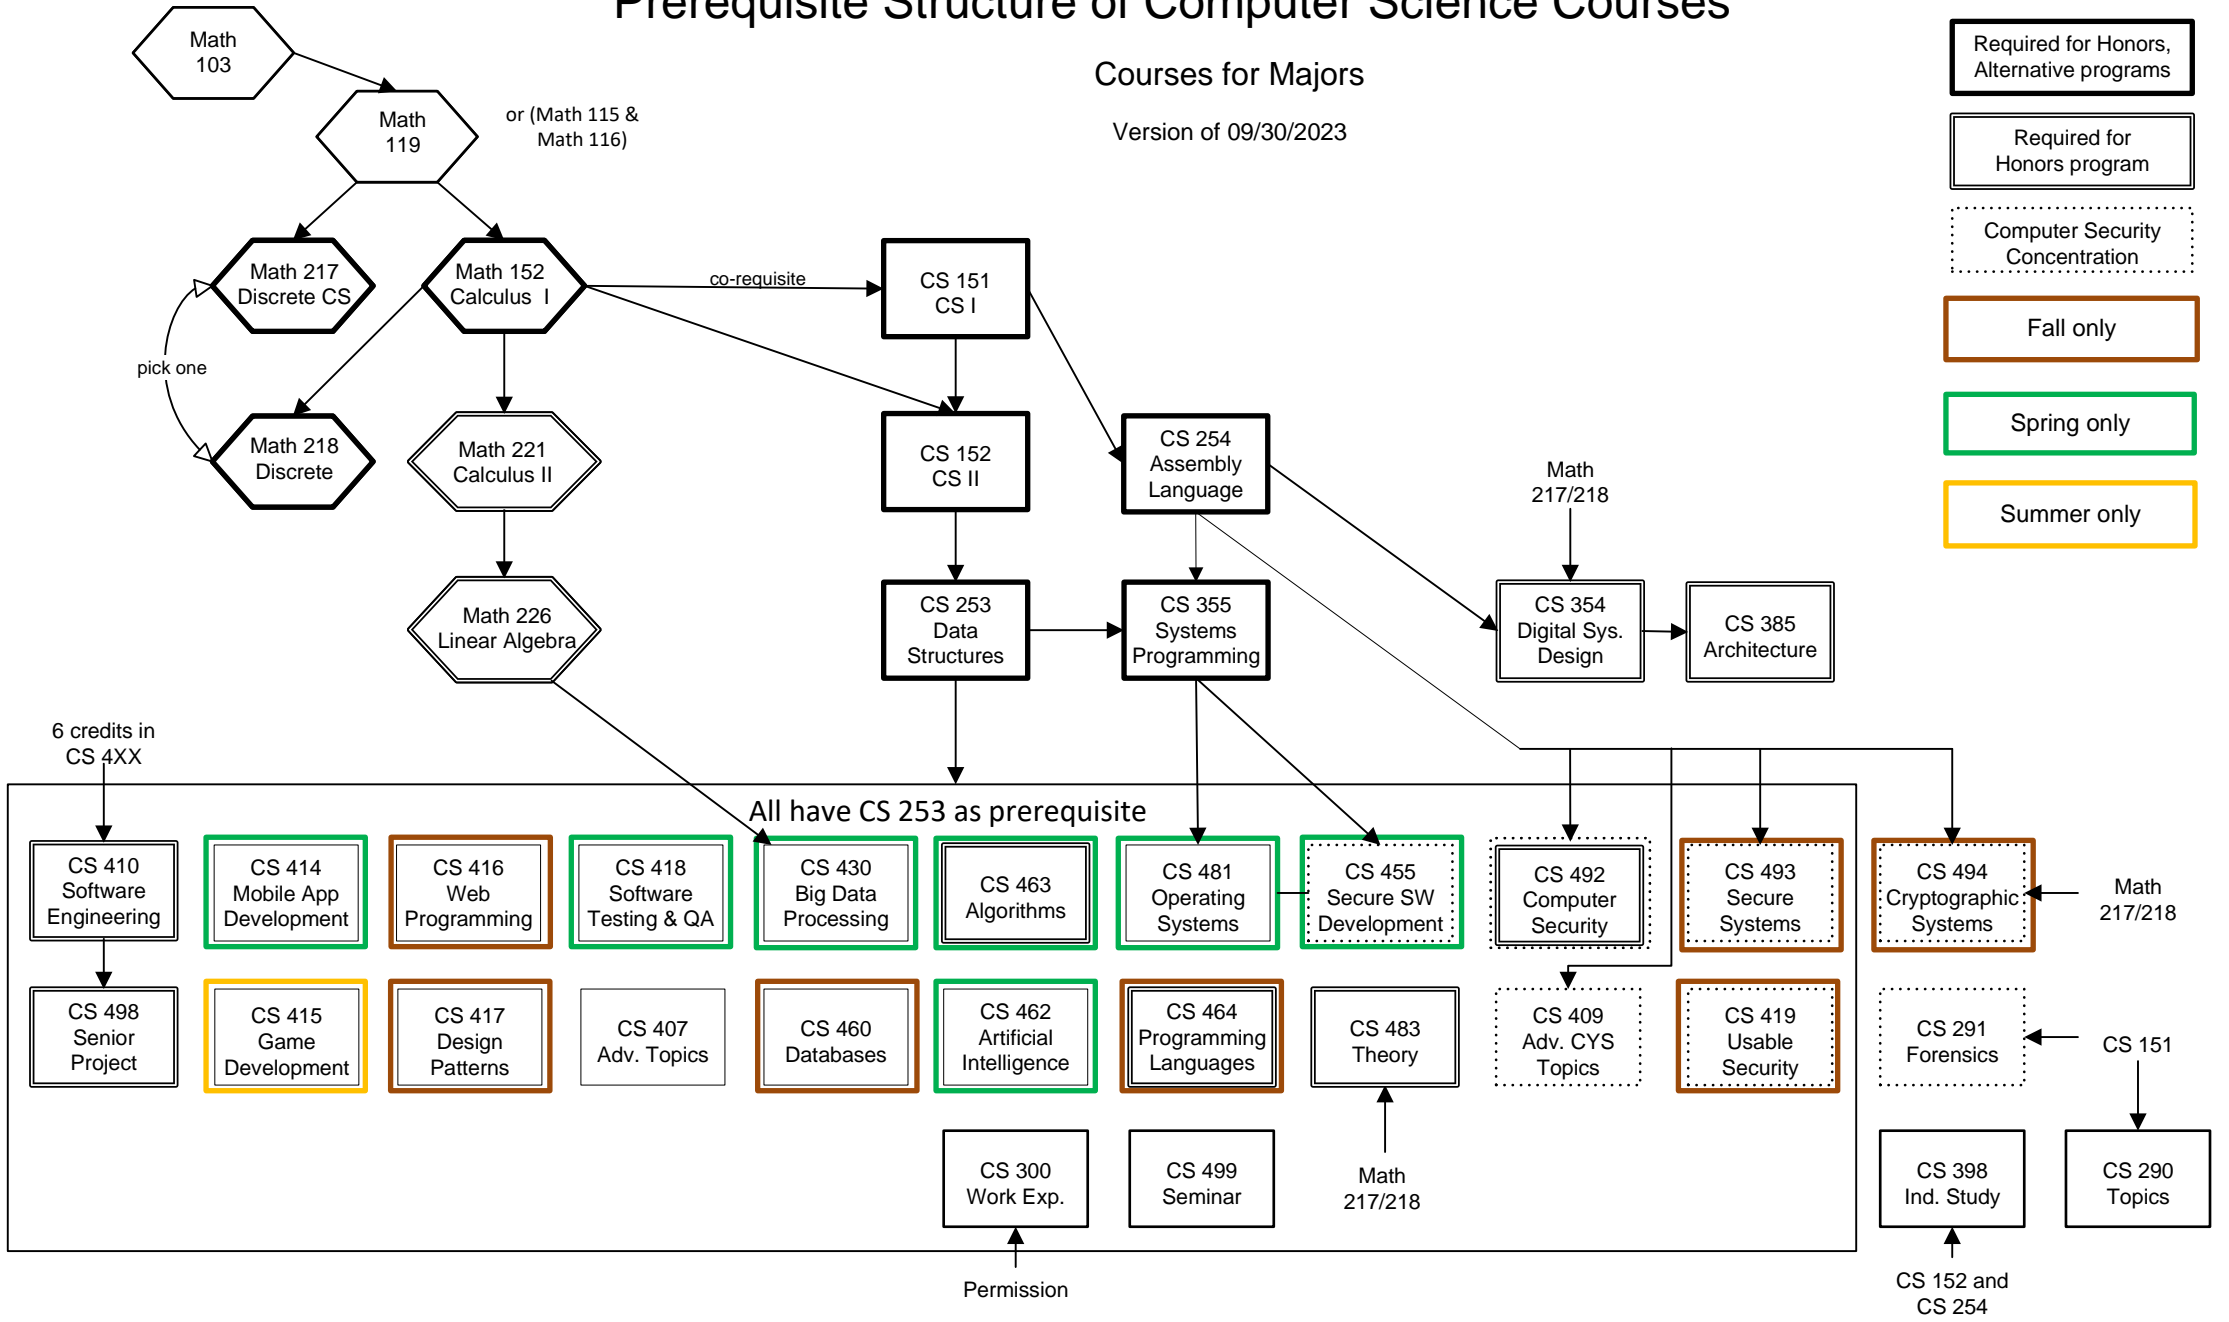 Prerequisite Structure of Computer Science Courses
Courses for Majors
Version of 09/30/2023
Math
103
Math
119
or (Math 115 &
Math 116)
Math 217
Discrete CS
Math 152
Calculus I
co-requisite
CS 151
CS I
pick one
Math 218
Discrete
Math 221
Calculus II
CS 152
CS II
CS 254
Assembly
Language
Math
217/218
Math 226
Linear Algebra
CS 253
Data
Structures
CS 355
Systems
Programming
CS 354
Digital Sys.
Design
CS 385
Architecture
Required for Honors,
Alternative programs
Required for
Honors program
Computer Security
Concentration
Fall only
Spring only
Summer only
6 credits in
CS 4XX
All have CS 253 as prerequisite
CS 410
Software
Engineering
CS 414
Mobile App
Development
CS 416
Web
Programming
CS 418
Software
Testing & QA
CS 430
Big Data
Processing
CS 463
Algorithms
CS 481
Operating
Systems
CS 455
Secure SW
Development
CS 492
Computer
Security
CS 493
Secure
Systems
CS 494
Cryptographic
Systems
Math
217/218
CS 498
Senior
Project
CS 415
Game
Development
CS 417
Design
Patterns
CS 407
Adv. Topics
CS 460
Databases
CS 462
Artificial
Intelligence
CS 464
Programming
Languages
CS 483
Theory
CS 409
Adv. CYS
Topics
CS 419
Usable
Security
CS 291
Forensics
CS 151
CS 300
Work Exp.
CS 499
Seminar
Math
217/218
CS 398
Ind. Study
CS 290
Topics
Permission
CS 152 and
CS 254